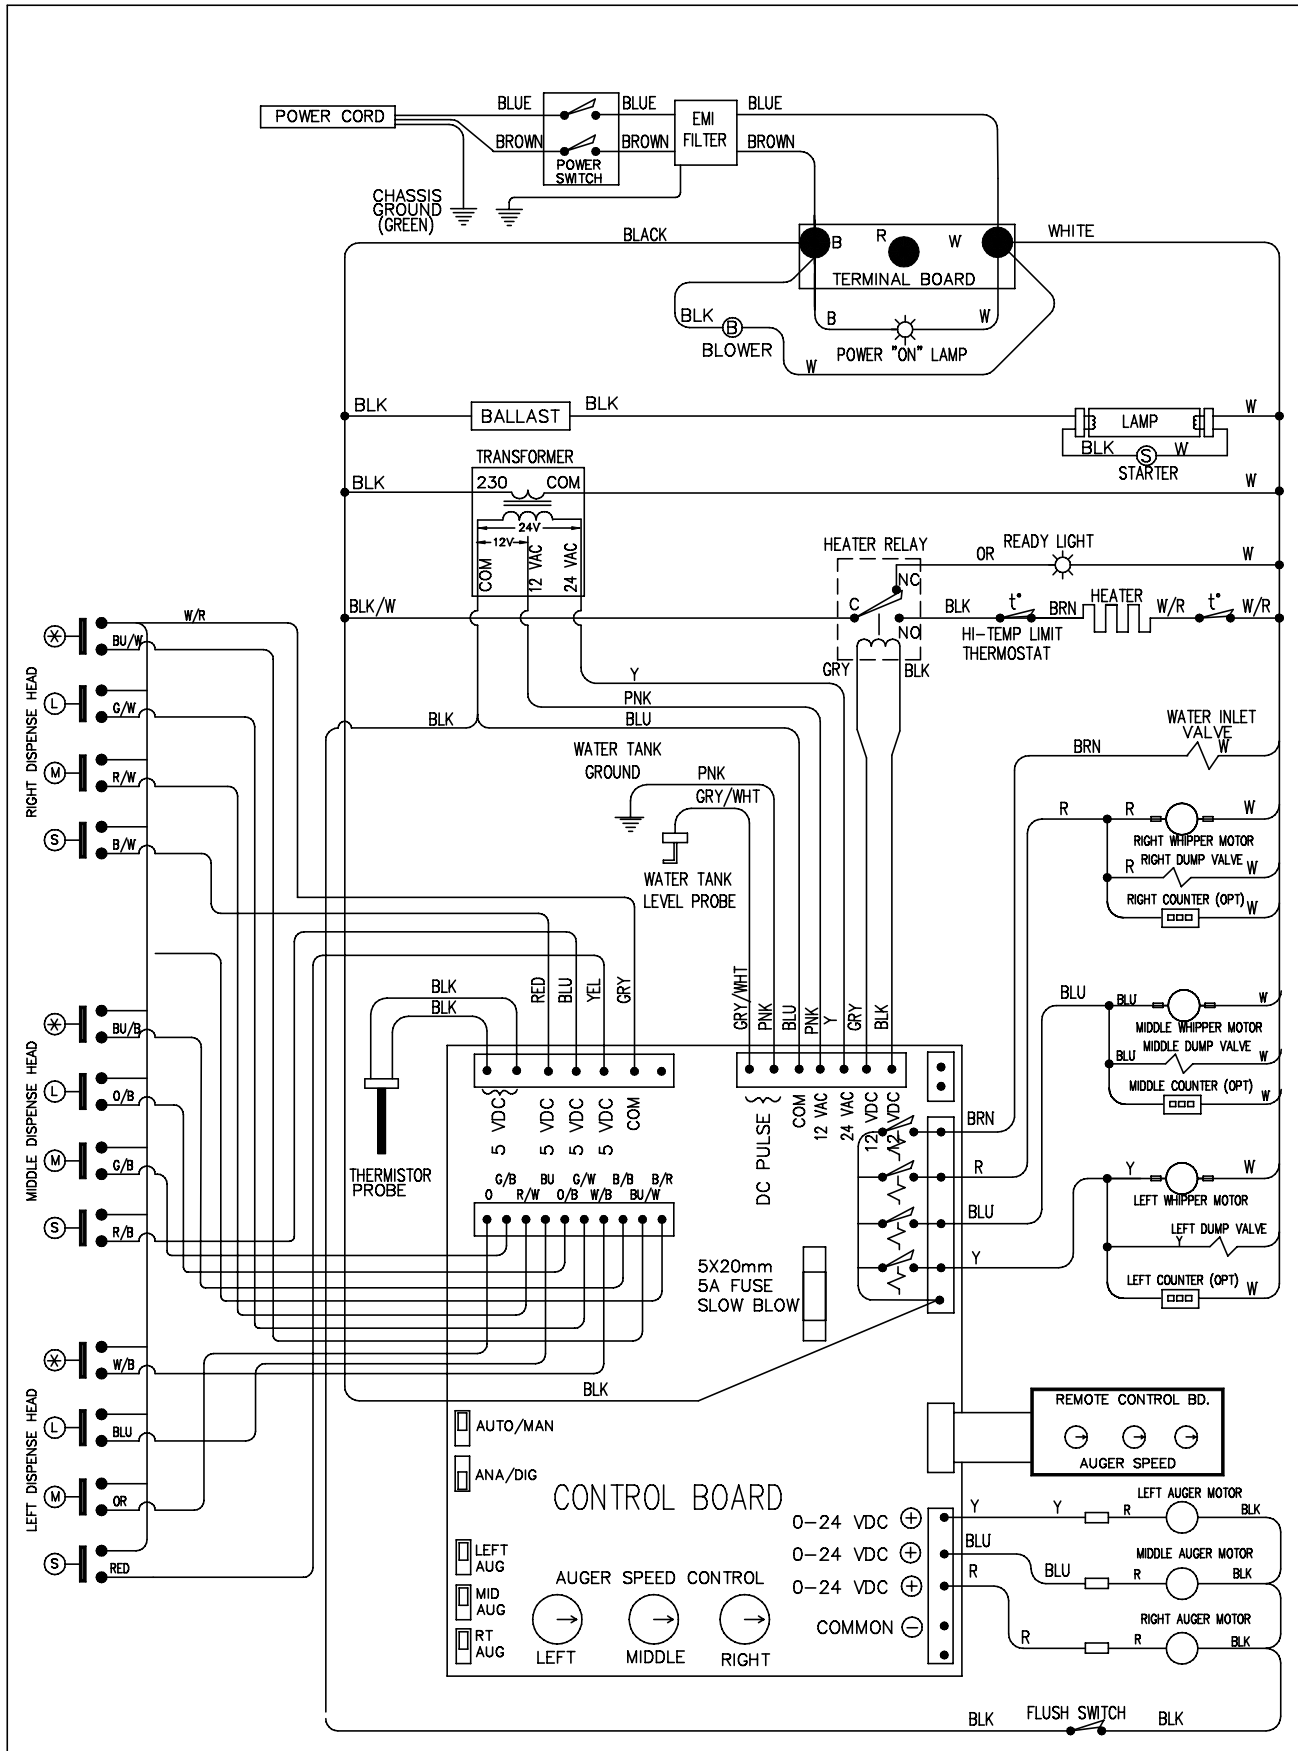 POWER CORD
BLUE
BROWN
POWER
SWITCH
BLUE
BROWN
EMI
FILTER
BLUE
BROWN
CHASSIS
GROUND
(GREEN)
BLACK
B
R
W
TERMINAL BOARD
WHITE
BLK
B
BLOWER
B
W
POWER "ON" LAMP
W
BLK
BALLAST
BLK
LAMP
W
BLK
S
W
STARTER
TRANSFORMER
BLK
230
COM
W
24V
12V
COM
12 VAC
24 VAC
HEATER RELAY
OR
READY LIGHT
W
NC
BLK/W
C
NO
BLK
t°
BRN
HEATER
W/R
t°
W/R
HI-TEMP LIMIT
THERMOSTAT
GRY
BLK
Y
PNK
BLK
BLU
RIGHT DISPENSE HEAD
W/R
BU/W
L
G/W
M
R/W
S
B/W
WATER TANK
GROUND
PNK
GRY/WHT
WATER TANK
LEVEL PROBE
BRN
WATER INLET
VALVE
W
R
R
W
RIGHT WHIPPER MOTOR
R
RIGHT DUMP VALVE
W
RIGHT COUNTER (OPT)
W
BLK
BLK
RED
BLU
YEL
GRY
GRY/WHT
PNK
BLU
PNK
Y
GRY
BLK
BLU
BLU
W
MIDDLE WHIPPER MOTOR
BLU
MIDDLE DUMP VALVE
W
MIDDLE COUNTER (OPT)
W
MIDDLE DISPENSE HEAD
BU/B
L
O/B
M
G/B
S
R/B
THERMISTOR
PROBE
5 VDC
5 VDC
5 VDC
5 VDC
COM
DC PULSE
COM
12 VAC
24 VAC
12 VDC
12 VDC
BRN
R
BLU
Y
G/B
BU
G/W
B/B
B/R
O
R/W
O/B
W/B
BU/W
Y
W
LEFT WHIPPER MOTOR
LEFT DUMP VALVE
Y
LEFT COUNTER (OPT)
W
5X20mm
5A FUSE
SLOW BLOW
LEFT DISPENSE HEAD
W/B
L
BLU
M
OR
S
RED
BLK
AUTO/MAN
ANA/DIG
CONTROL BOARD
REMOTE CONTROL BD.
AUGER SPEED
LEFT
AUG
MID
AUG
RT
AUG
AUGER SPEED CONTROL
LEFT
MIDDLE
RIGHT
0-24 VDC +
0-24 VDC +
0-24 VDC +
COMMON -
Y
Y
R
LEFT AUGER MOTOR
BLK
BLU
BLU
R
MIDDLE AUGER MOTOR
BLK
R
R
R
RIGHT AUGER MOTOR
BLK
BLK
FLUSH SWITCH
BLK